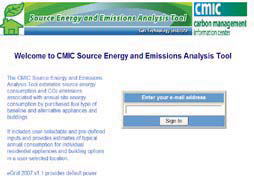 Source Energy and Emissions Analysis Tool
Gas Technology Institute
CMIC
carbon management
information center
Welcome to CMIC Source Energy and Emissions Analysis Tool
The CMIC Source Energy and Emissions
Analysis Tool estimates source energy
consumption and CO2 emissions
associated with annual site energy
consumption by purchased fuel type of
baseline and alternative appliances and
buildings.
Enter your e-mail address
Sign In
It includes user-selectable and pre-defined
inputs and provides estimates of typical
annual consumption for individual
residential appliances and building options
in a user-selected location.
eGrid 2007 v1.1 provides default power